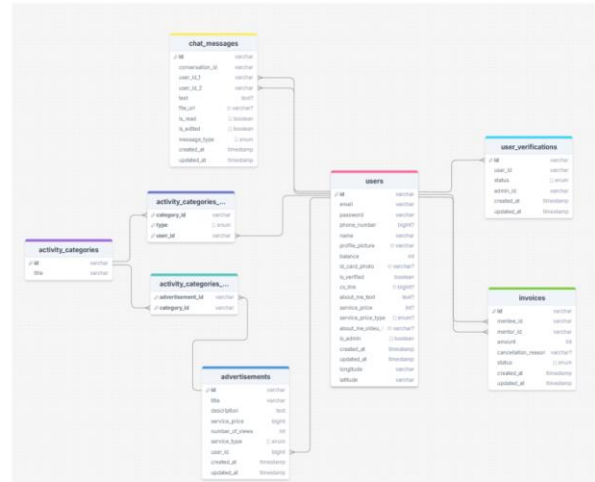 chat_messages
id varchar
conversation_id varchar
user_id_1 varchar
user_id_2 varchar
text text?
file_url varchar?
is_read boolean
is_edited boolean
message_type enum
created_at timestamp
updated_at timestamp
activity_categories_...
category_id varchar
type enum
user_id varchar
activity_categories
id varchar
title varchar
activity_categories_...
advertisement_id varchar
category_id varchar
advertisements
id varchar
title varchar
description text
service_price bigint
number_of_views int
service_type enum
user_id bigint
created_at timestamp
updated_at timestamp
users
id varchar
email varchar
password varchar
phone_number bigint?
name varchar
profile_picture varchar
balance int
id_card_photo varchar?
is_verified boolean
bigint?
about_me_text text?
service_price int?
service_price_type enum?
about_me_video_ varchar?
is_admin boolean
created_at timestamp
updated_at timestamp
longitude varchar
latitude varchar
user_verifications
id varchar
user_id varchar
status enum
admin_id varchar
created_at timestamp
updated_at timestamp
invoices
id varchar
mentee_id varchar
mentor_id varchar
amount int
cancellation_reason varchar?
status enum
created_at timestamp
updated_at timestamp